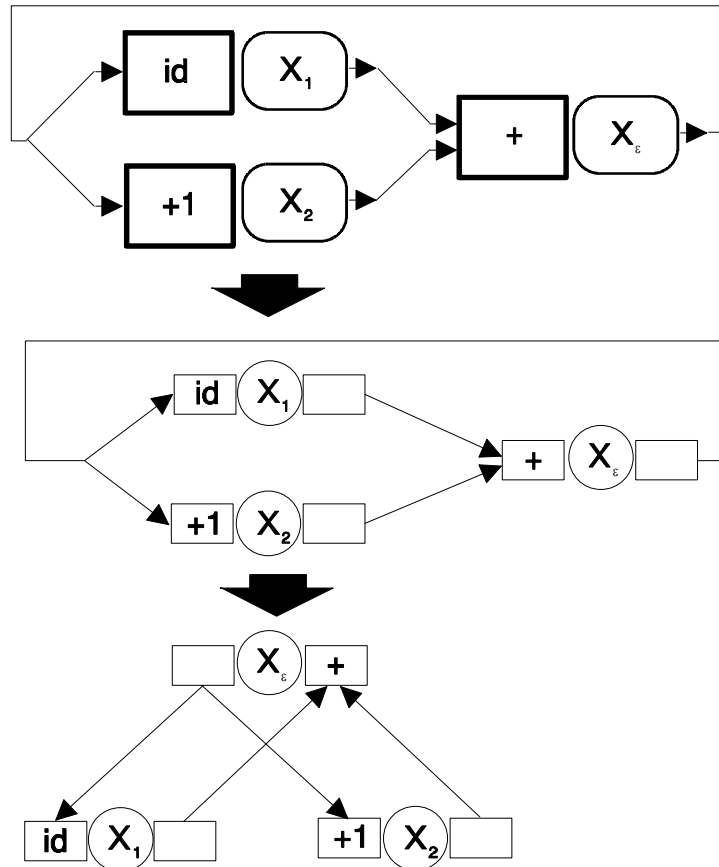 id X₁
+ Xε
+1 X₂
id X₁
+ Xε
+1 X₂
Xε +
id X₁ +1 X₂